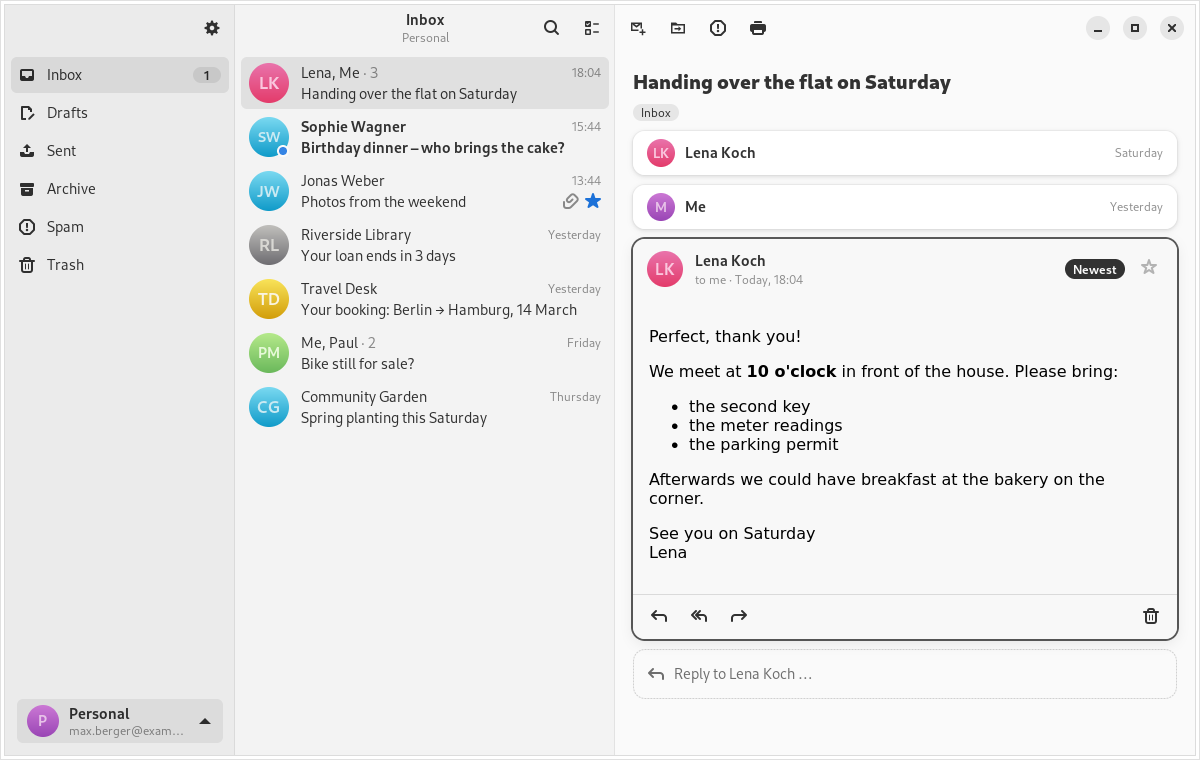 Inbox
1
Drafts
Sent
Archive
Spam
Trash
P
Personal
max.berger@exam...
Inbox
Personal
LK
Lena, Me · 3
18:04
Handing over the flat on Saturday
SW
Sophie Wagner
15:44
Birthday dinner – who brings the cake?
JW
Jonas Weber
13:44
Photos from the weekend
RL
Riverside Library
Yesterday
Your loan ends in 3 days
TD
Travel Desk
Yesterday
Your booking: Berlin → Hamburg, 14 March
PM
Me, Paul · 2
Friday
Bike still for sale?
CG
Community Garden
Thursday
Spring planting this Saturday
Handing over the flat on Saturday
Inbox
LK
Lena Koch
Saturday
M
Me
Yesterday
LK
Lena Koch
to me · Today, 18:04
Newest
Perfect, thank you!
We meet at 10 o'clock in front of the house. Please bring:
• the second key
• the meter readings
• the parking permit
Afterwards we could have breakfast at the bakery on the
corner.
See you on Saturday
Lena
Reply to Lena Koch …